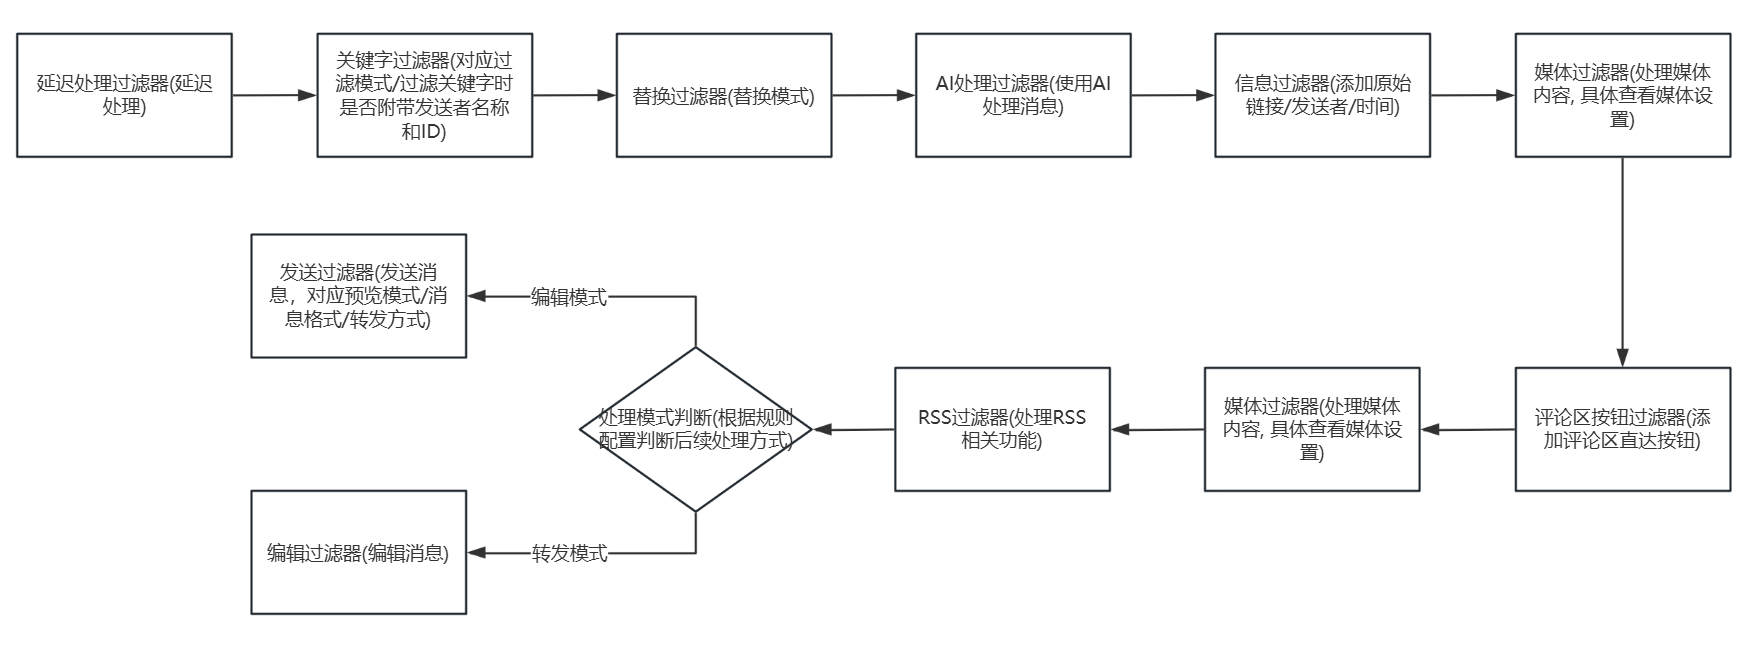 延迟处理过滤器(延迟
处理)
关键字过滤器(对应过
滤模式/过滤关键字时
是否附带发送者名称
和ID)
替换过滤器(替换模式)
AI处理过滤器(使用AI
处理消息)
信息过滤器(添加原始
链接/发送者/时间)
媒体过滤器(处理媒体
内容, 具体查看媒体设
置)
评论区按钮过滤器(添
加评论区直达按钮)
媒体过滤器(处理媒体
内容, 具体查看媒体设
置)
RSS过滤器(处理RSS
相关功能)
处理模式判断(根据规则
配置判断后续处理方式)
编辑模式
发送过滤器(发送消
息，对应预览模式/消
息格式/转发方式)
转发模式
编辑过滤器(编辑消息)